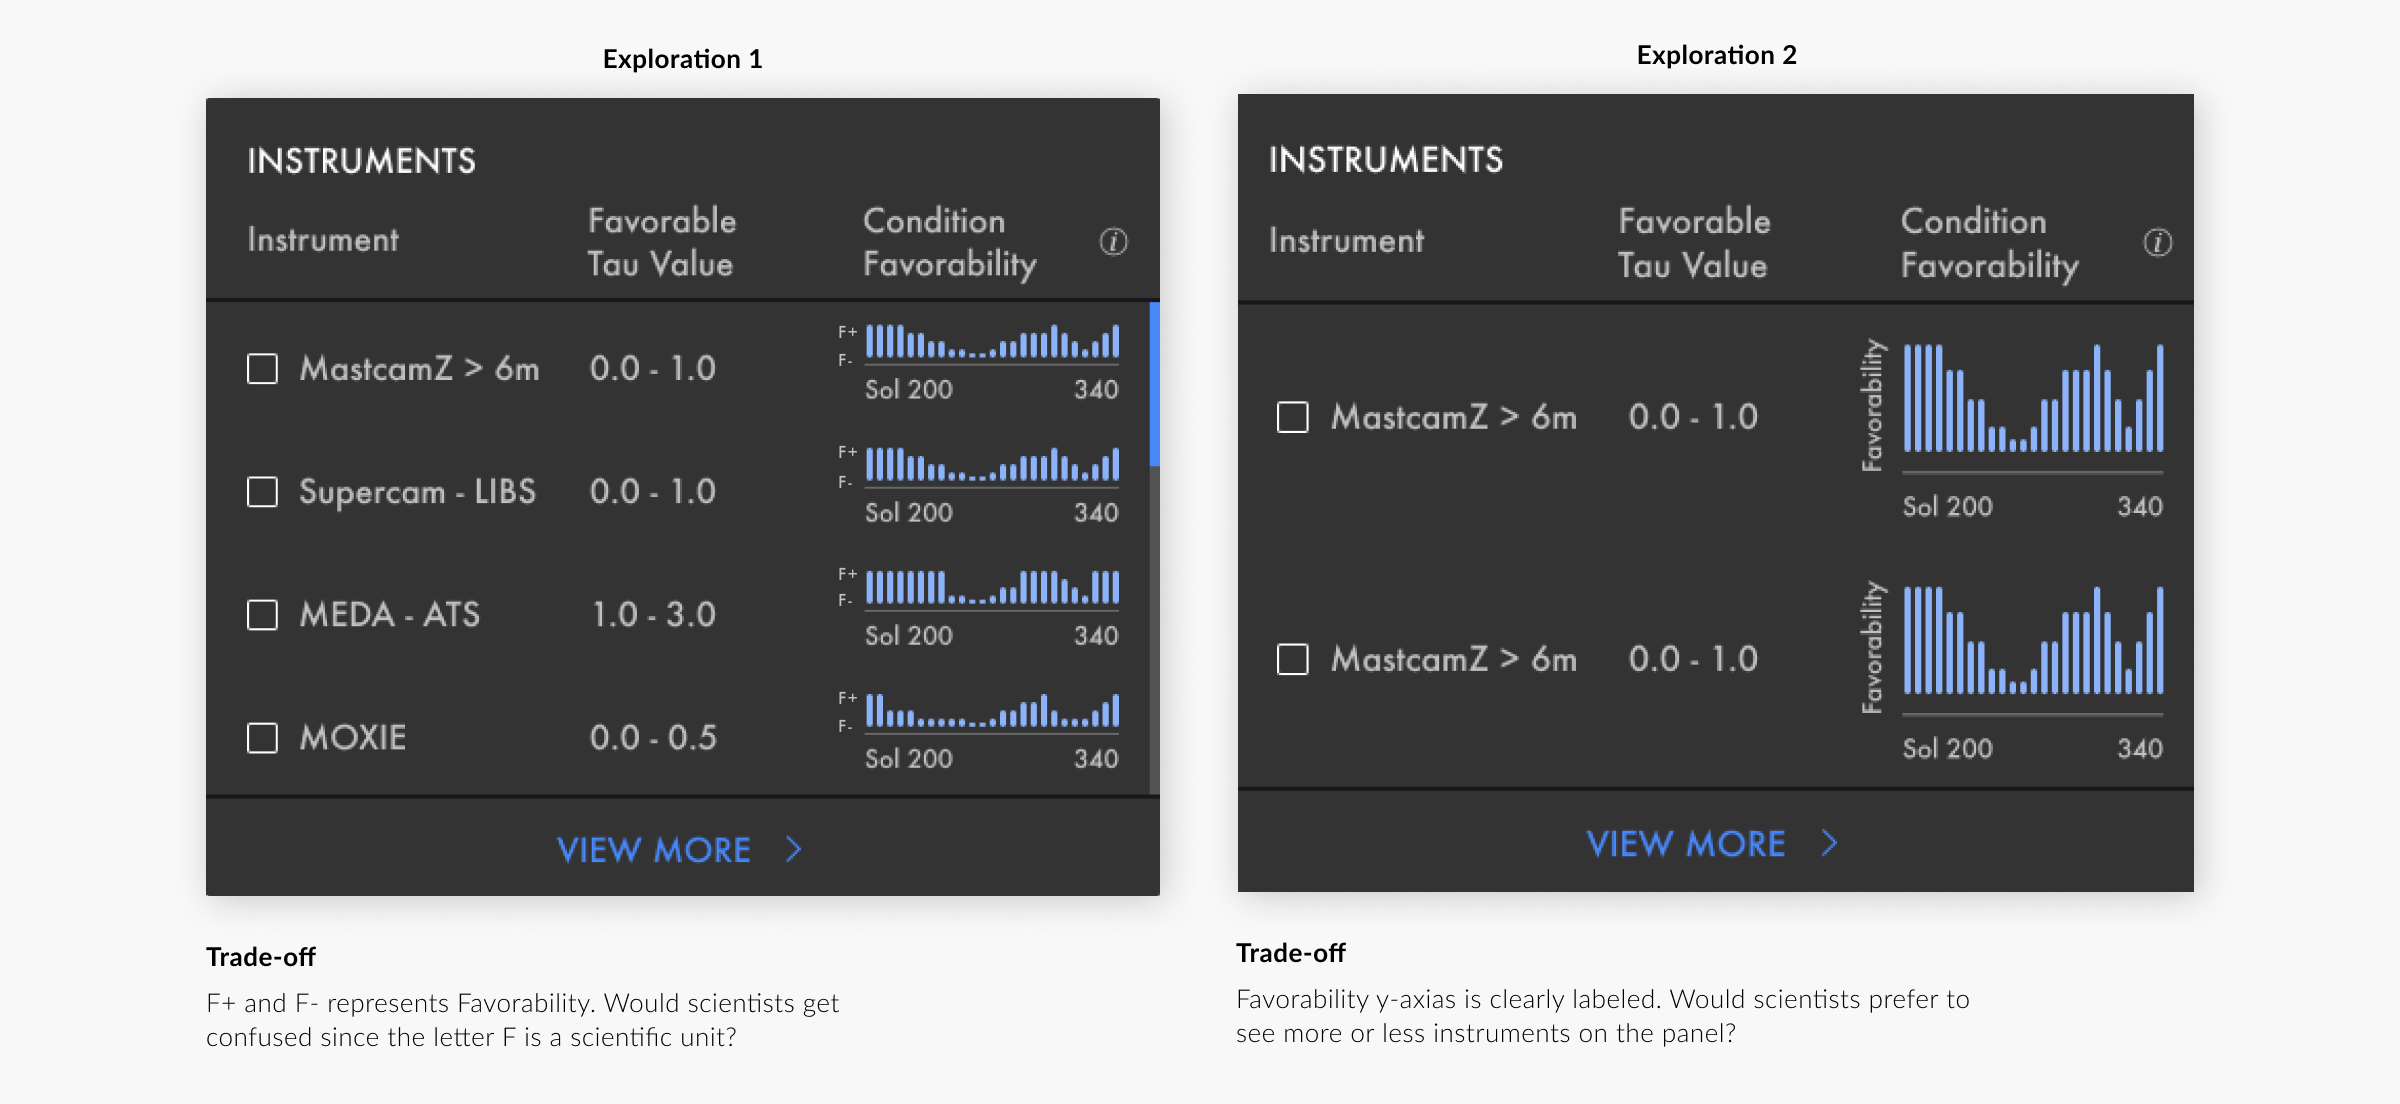 Exploration 1
INSTRUMENTS
Instrument
Favorable
Tau Value
Condition
Favorability
i
MastcamZ > 6m
0.0 - 1.0
F+
F-
Sol 200
340
Supercam - LIBS
0.0 - 1.0
F+
F-
Sol 200
340
MEDA - ATS
1.0 - 3.0
F+
F-
Sol 200
340
MOXIE
0.0 - 0.5
F+
F-
Sol 200
340
VIEW MORE >
Trade-off
F+ and F- represents Favorability. Would scientists get
confused since the letter F is a scientific unit?
Exploration 2
INSTRUMENTS
Instrument
Favorable
Tau Value
Condition
Favorability
i
MastcamZ > 6m
0.0 - 1.0
Favorability
Sol 200
340
MastcamZ > 6m
0.0 - 1.0
Favorability
Sol 200
340
VIEW MORE >
Trade-off
Favorability y-axias is clearly labeled. Would scientists prefer to
see more or less instruments on the panel?